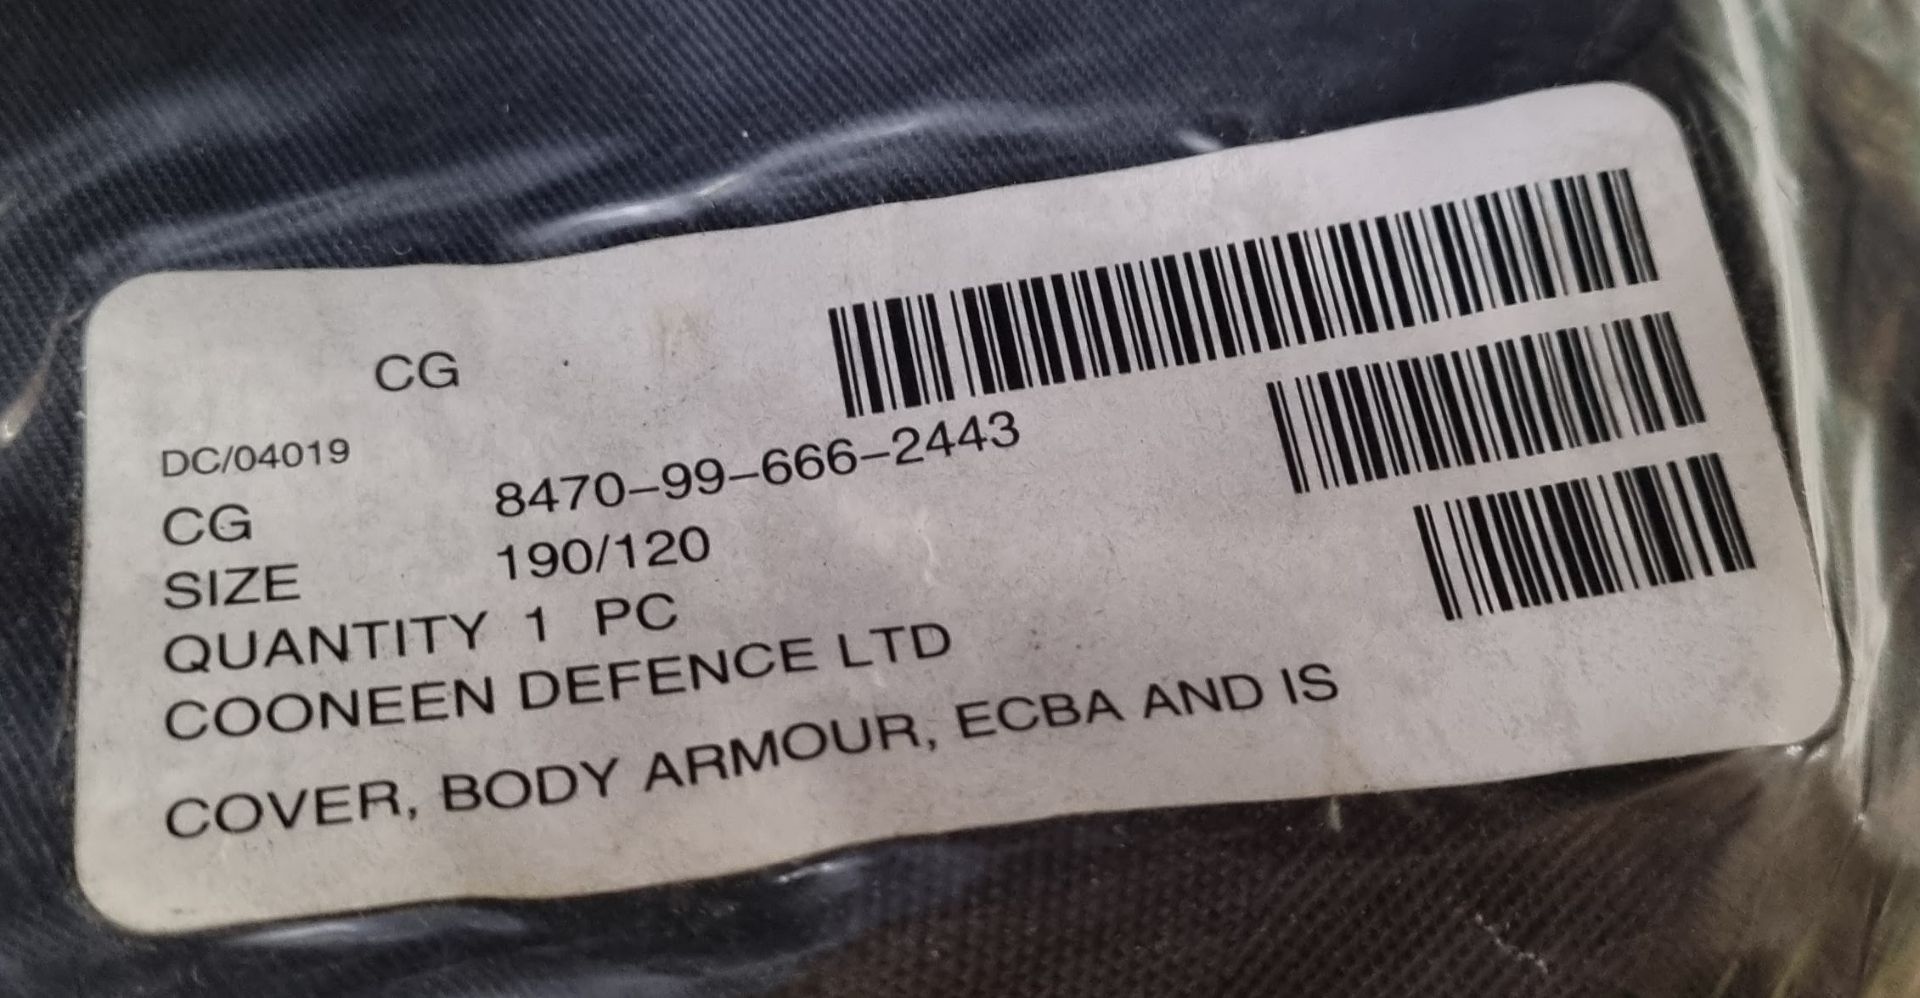 CG
DC/04019
CG 8470-99-666-2443
SIZE 190/120
QUANTITY 1 PC
COONEEN DEFENCE LTD
COVER, BODY ARMOUR, ECBA AND IS